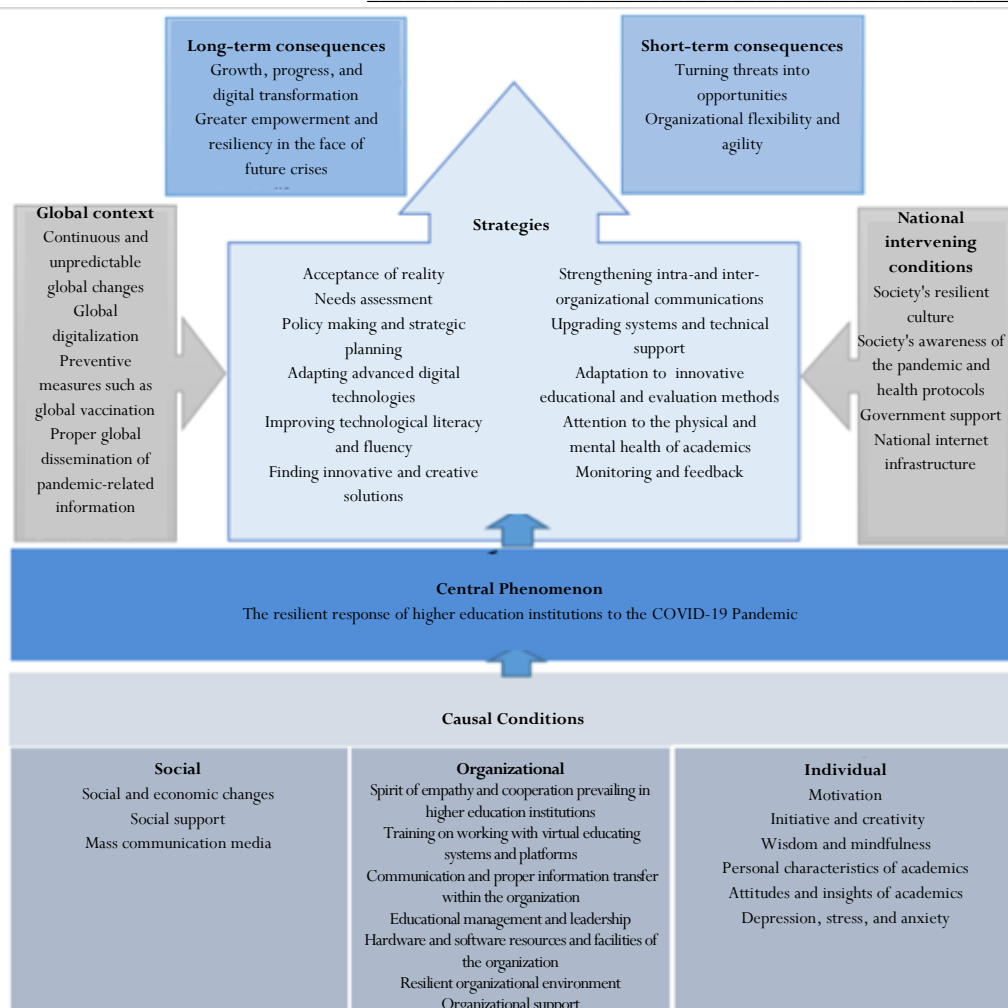 Long-term consequences
Growth, progress, and
digital transformation
Greater empowerment and
resiliency in the face of
future crises
Short-term consequences
Turning threats into
opportunities
Organizational flexibility and
agility
Global context
Continuous and
unpredictable
global changes
Global
digitalization
Preventive
measures such as
global vaccination
Proper global
dissemination of
pandemic-related
information
Strategies
Acceptance of reality
Needs assessment
Policy making and strategic
planning
Adapting advanced digital
technologies
Improving technological literacy
and fluency
Finding innovative and creative
solutions
Strengthening intra-and inter-
organizational communications
Upgrading systems and technical
support
Adaptation to innovative
educational and evaluation methods
Attention to the physical and
mental health of academics
Monitoring and feedback
National
intervening
conditions
Society's resilient
culture
Society's awareness of
the pandemic and
health protocols
Government support
National internet
infrastructure
Central Phenomenon
The resilient response of higher education institutions to the COVID-19 Pandemic
Causal Conditions
Social
Social and economic changes
Social support
Mass communication media
Organizational
Spirit of empathy and cooperation prevailing in
higher education institutions
Training on working with virtual educating
systems and platforms
Communication and proper information transfer
within the organization
Educational management and leadership
Hardware and software resources and facilities of
the organization
Resilient organizational environment
Organizational support
Individual
Motivation
Initiative and creativity
Wisdom and mindfulness
Personal characteristics of academics
Attitudes and insights of academics
Depression, stress, and anxiety